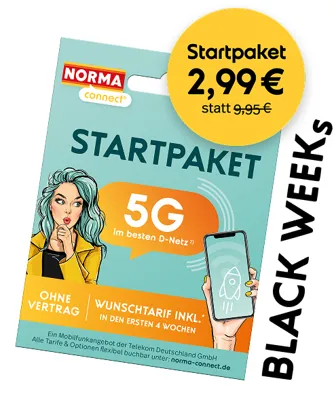 Startpaket
2,99 €
statt 9,95 €
NORMA
connect®
STARTPAKET
5G
im besten D-Netz
OHNE
VERTRAG
WUNSCHTARIF INKL.*
IN DEN ERSTEN 4 WOCHEN
Ein Mobilfunkangebot der Telekom Deutschland GmbH
Alle Tarife & Optionen flexibel buchbar unter: norma-connect.de
BLACK WEEKs